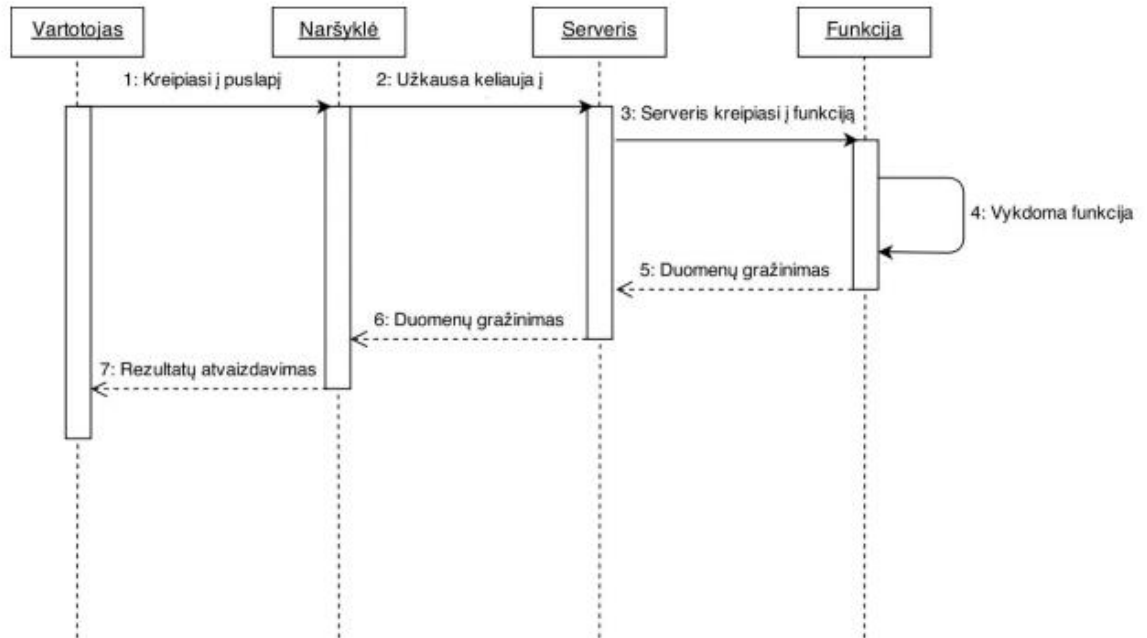 Vartotojas
Naršyklė
Serveris
Funkcija
1: Kreipiasi į puslapį
2: Užkausa keliauja į
3: Serveris kreipiasi į funkciją
4: Vykdoma funkcija
5: Duomenų gražinimas
6: Duomenų gražinimas
7: Rezultatų atvaizdavimas